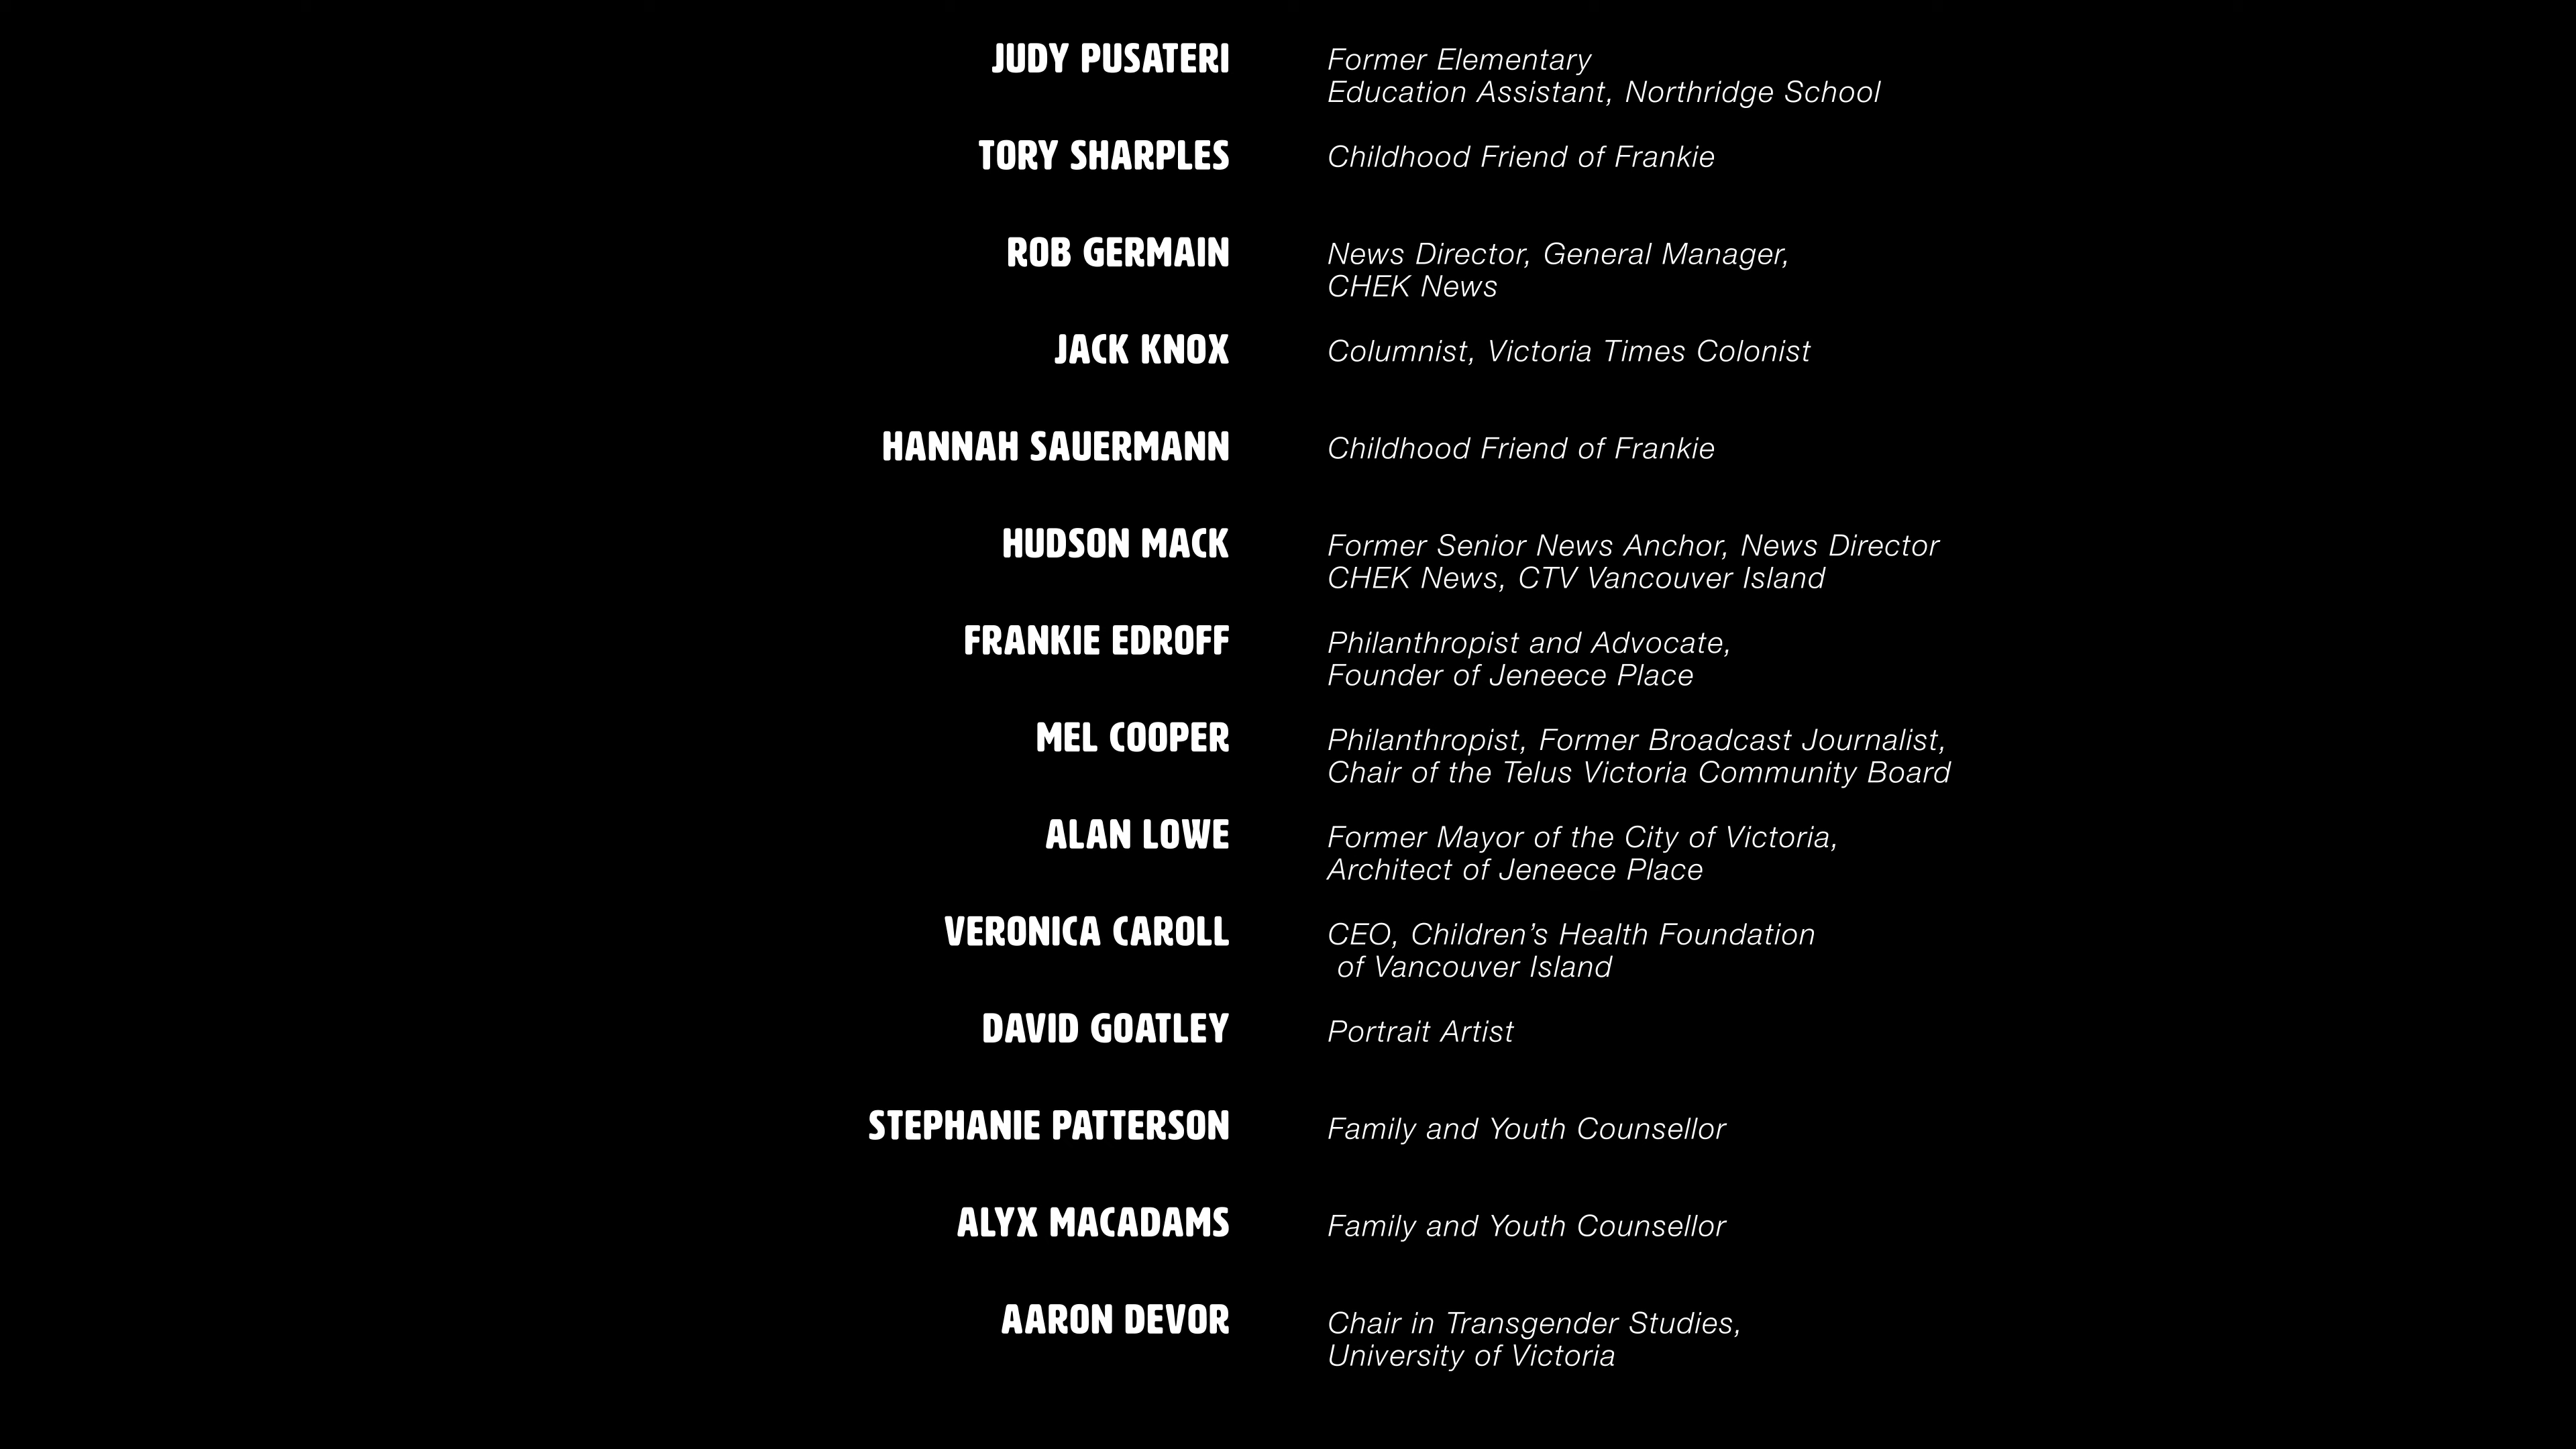 JUDY PUSATERI Former Elementary
Education Assistant, Northridge School
TORY SHARPLES Childhood Friend of Frankie
ROB GERMAIN News Director, General Manager,
CHEK News
JACK KNOX Columnist, Victoria Times Colonist
HANNAH SAUERMANN Childhood Friend of Frankie
HUDSON MACK Former Senior News Anchor, News Director
CHEK News, CTV Vancouver Island
FRANKIE EDROFF Philanthropist and Advocate,
Founder of Jeneece Place
MEL COOPER Philanthropist, Former Broadcast Journalist,
Chair of the Telus Victoria Community Board
ALAN LOWE Former Mayor of the City of Victoria,
Architect of Jeneece Place
VERONICA CAROLL CEO, Children’s Health Foundation
of Vancouver Island
DAVID GOATLEY Portrait Artist
STEPHANIE PATTERSON Family and Youth Counsellor
ALYX MACADAMS Family and Youth Counsellor
AARON DEVOR Chair in Transgender Studies,
University of Victoria